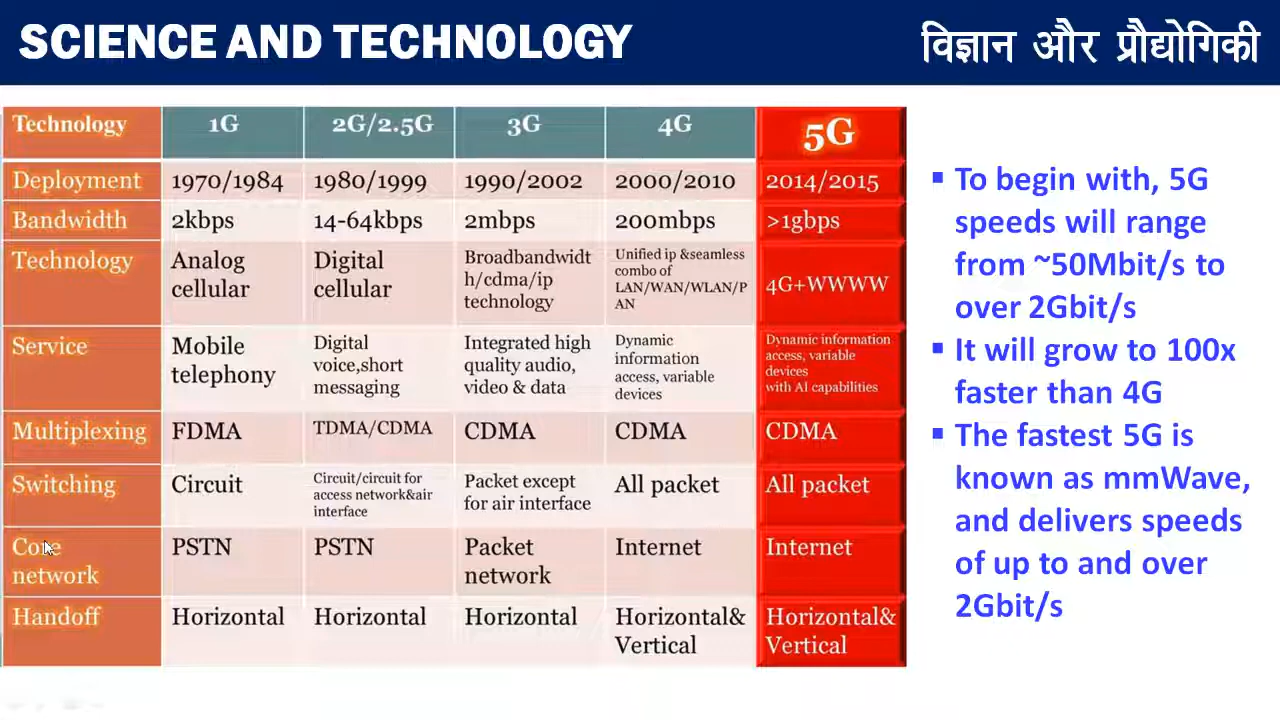 SCIENCE AND TECHNOLOGY
विज्ञान और प्रौद्योगिकी
Technology 1G 2G/2.5G 3G 4G 5G
Deployment 1970/1984 1980/1999 1990/2002 2000/2010 2014/2015
Bandwidth 2kbps 14-64kbps 2mbps 200mbps >1gbps
Technology
Analog
cellular
Digital
cellular
Broadbandwidt
h/cdma/ip
technology
Unified ip &seamless
combo of
LAN/WAN/WLAN/P
AN
4G+WWWW
Service
Mobile
telephony
Digital
voice,short
messaging
Integrated high
quality audio,
video & data
Dynamic
information
access, variable
devices
Dynamic information
access, variable
devices
with AI capabilities
Multiplexing FDMA TDMA/CDMA CDMA CDMA CDMA
Switching
Circuit
Circuit/circuit for
access network&air
interface
Packet except
for air interface
All packet
All packet
Core
network
PSTN
PSTN
Packet
network
Internet
Internet
Handoff
Horizontal
Horizontal
Horizontal
Horizontal&
Vertical
Horizontal&
Vertical
▪ To begin with, 5G
speeds will range
from ~50Mbit/s to
over 2Gbit/s
▪ It will grow to 100x
faster than 4G
▪ The fastest 5G is
known as mmWave,
and delivers speeds
of up to and over
2Gbit/s